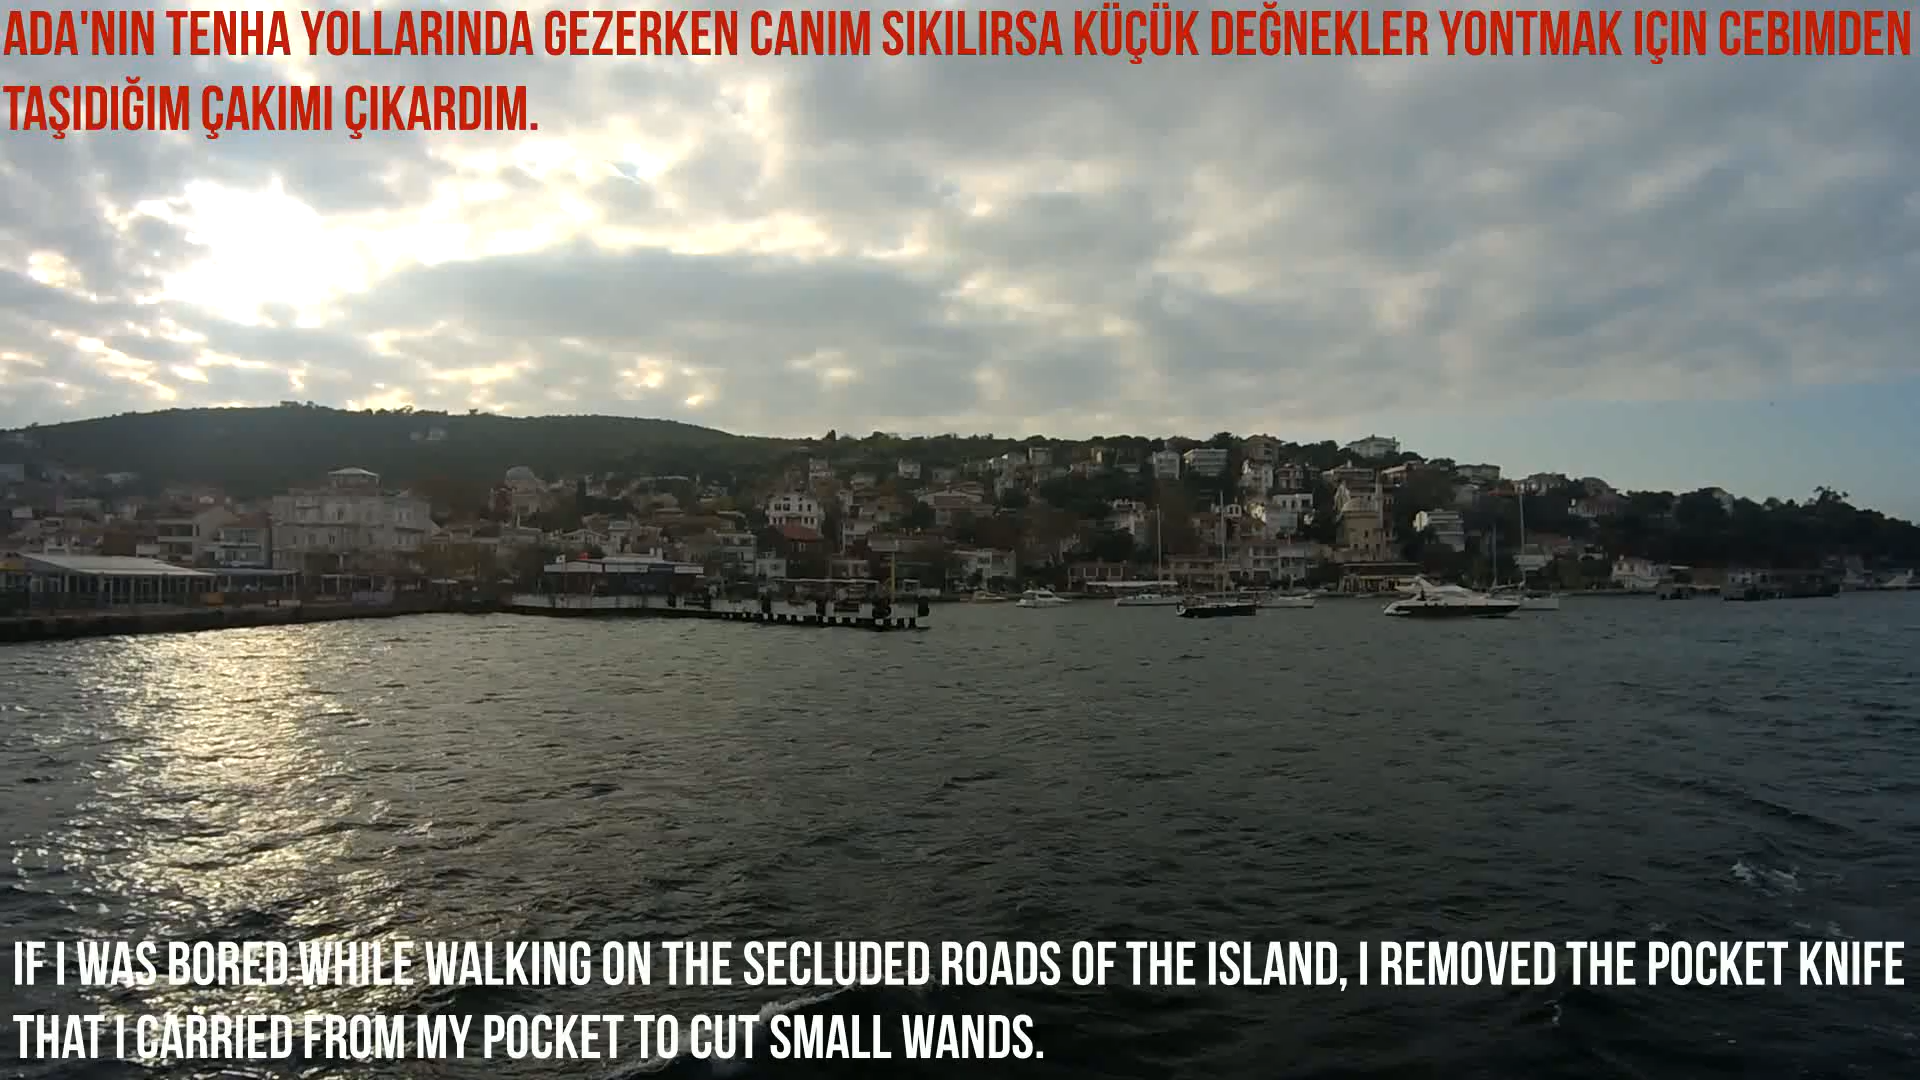 ADA'NIN TENHA YOLLARINDA GEZERKEN CANIM SIKILIRSA KÜÇÜK DEĞNEKLER YONTMAK IÇIN CEBIMDEN
TAŞIDIĞIM ÇAKIMI ÇIKARDIM.
IF I WAS BORED WHILE WALKING ON THE SECLUDED ROADS OF THE ISLAND, I REMOVED THE POCKET KNIFE
THAT I CARRIED FROM MY POCKET TO CUT SMALL WANDS.